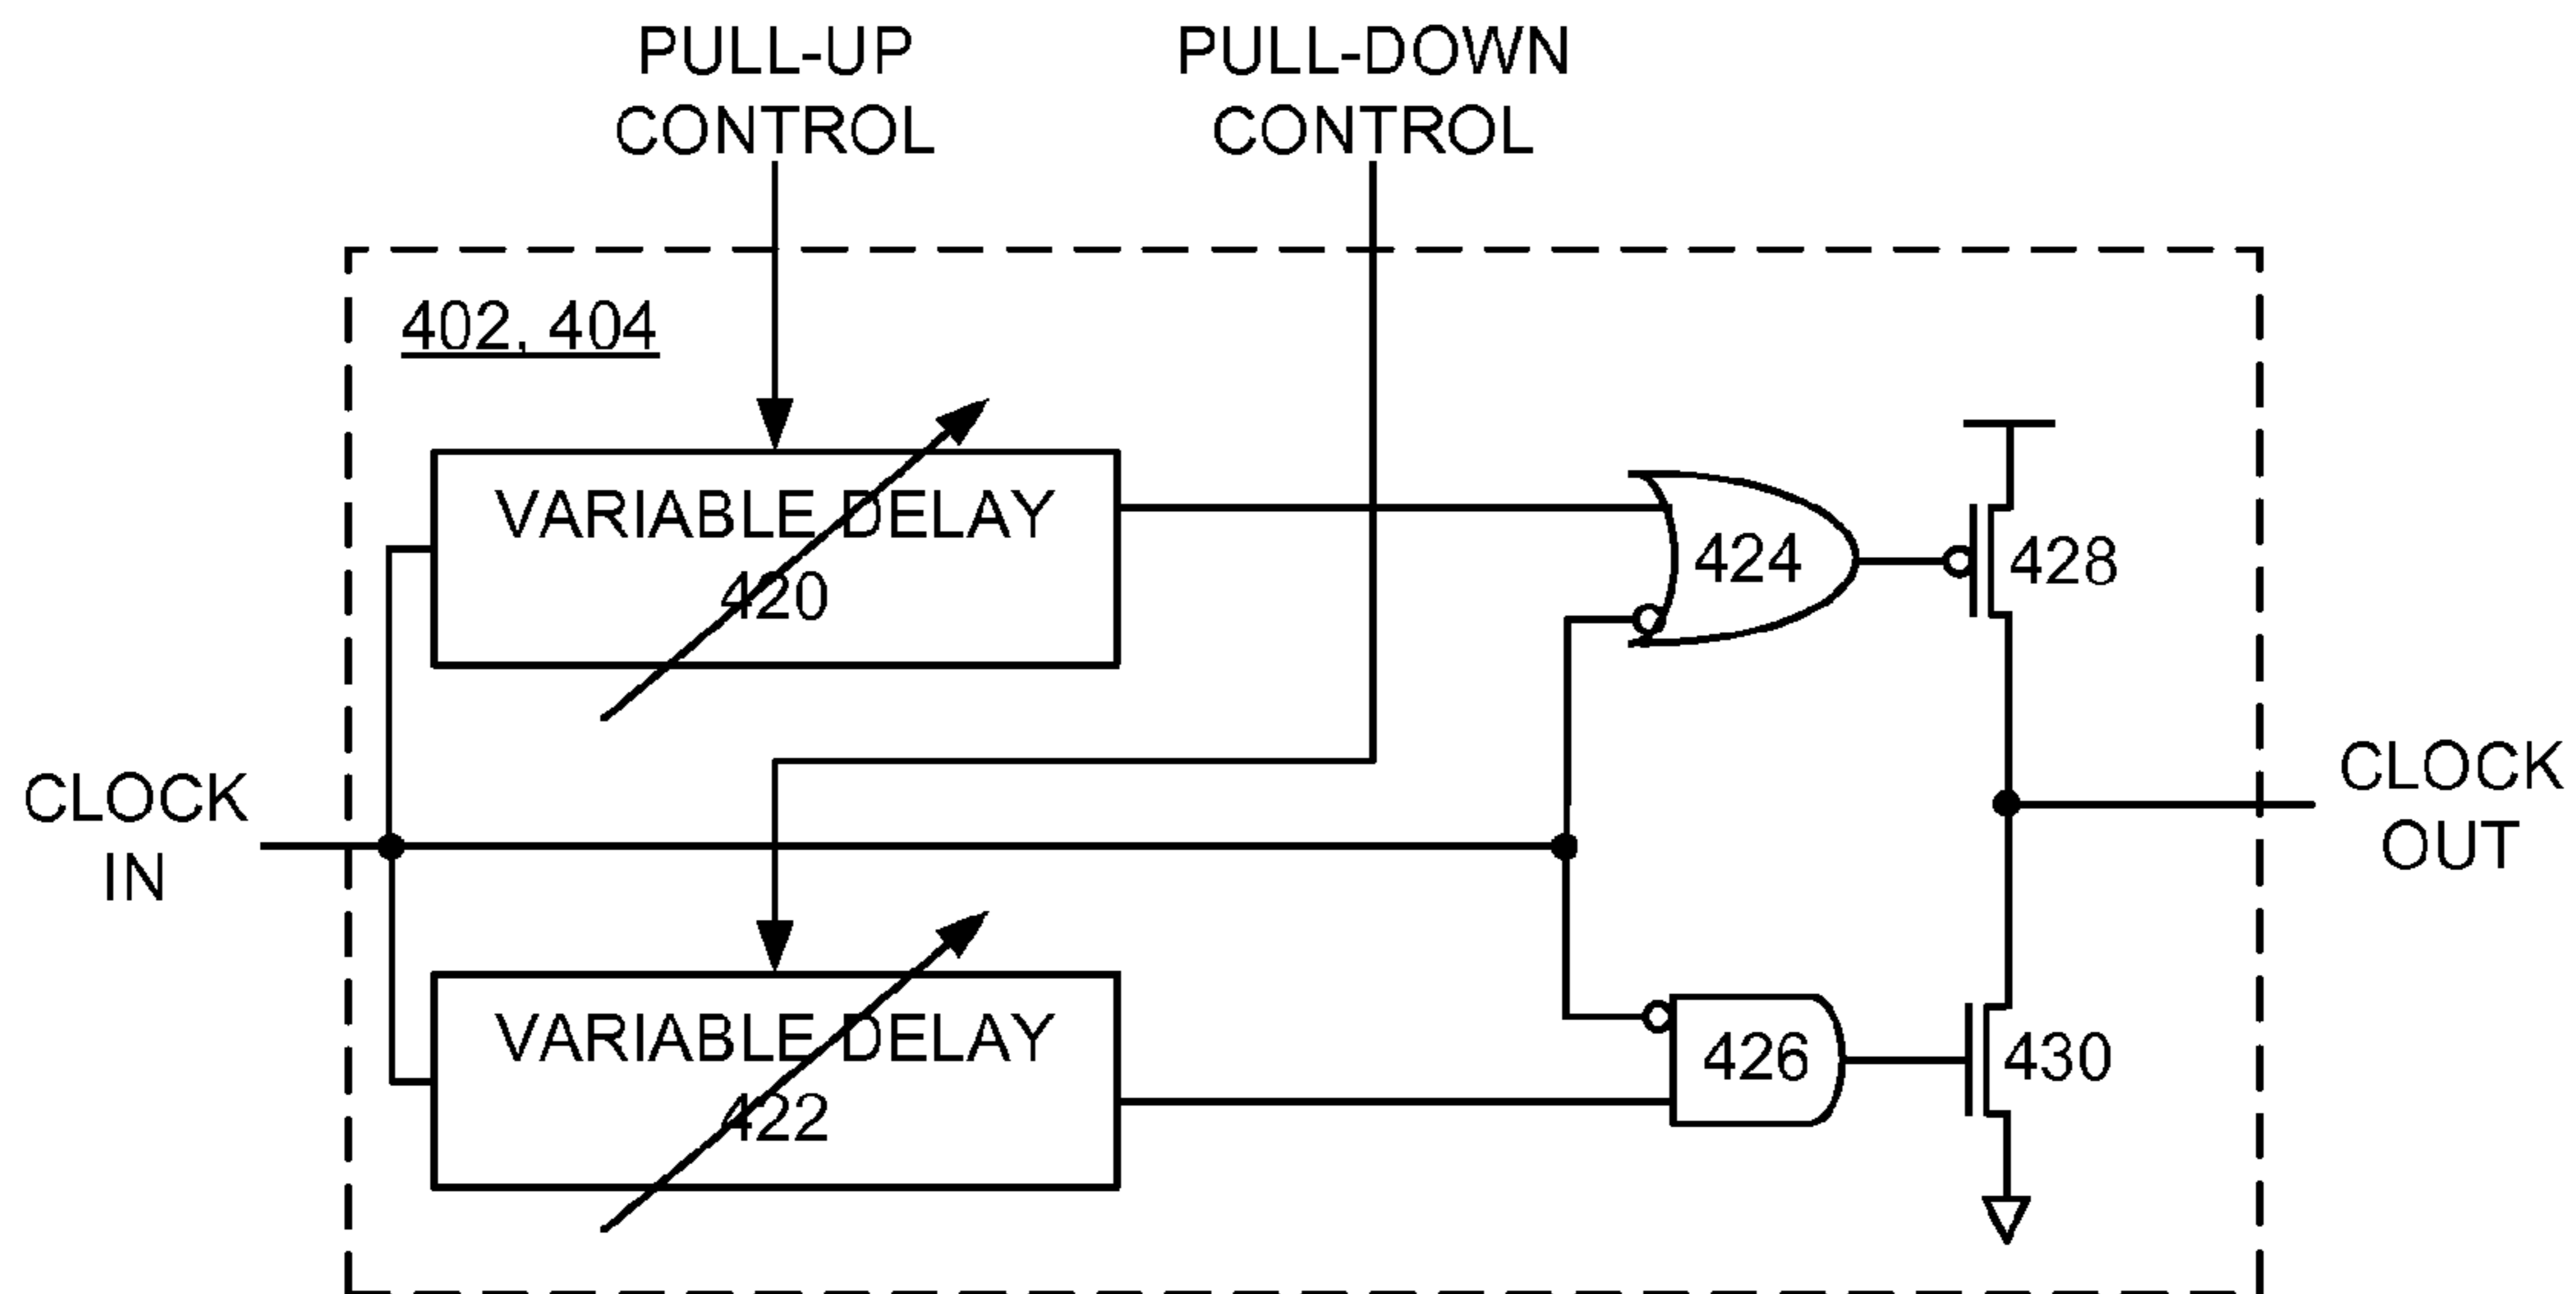 PULL-UP
CONTROL
PULL-DOWN
CONTROL
402, 404
VARIABLE DELAY
420
424
428
CLOCK
IN
CLOCK
OUT
VARIABLE DELAY
422
426
430